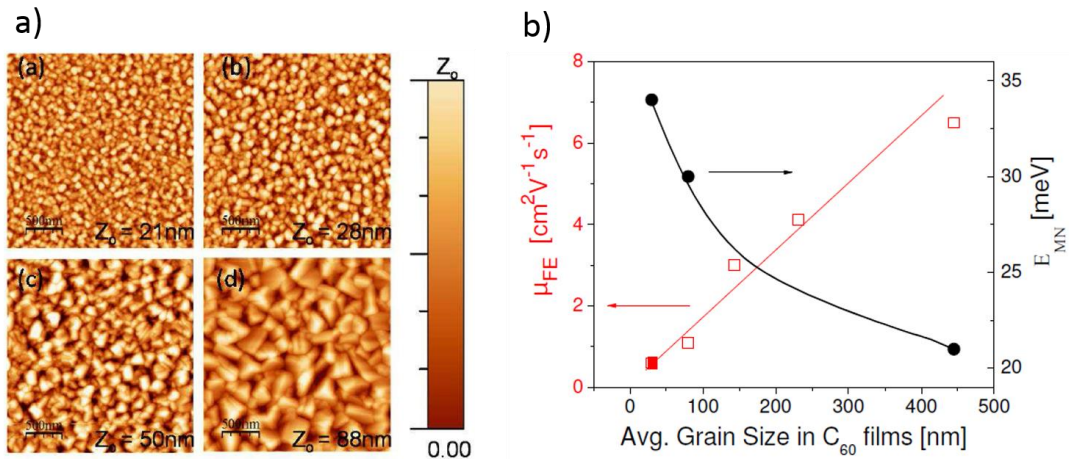 a)
(a)
500nm
Zₒ = 21nm
(b)
500nm
Zₒ = 28nm
(c)
500nm
Zₒ = 50nm
(d)
500nm
Zₒ = 88nm
Zₒ
0.00
b)
8
6
4
2
0
μFE [cm²V⁻¹s⁻¹]
35
30
25
20
E MN [meV]
0 100 200 300 400 500
Avg. Grain Size in C₆₀ films [nm]